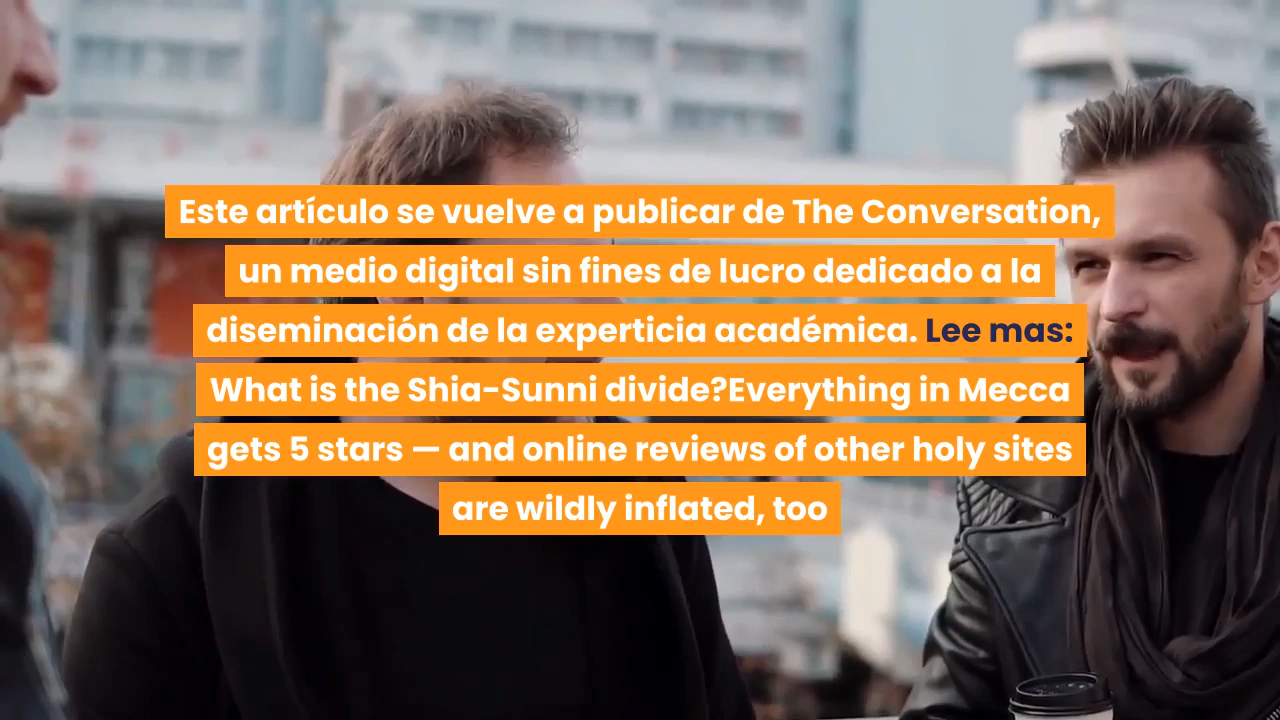 Este artículo se vuelve a publicar de The Conversation,
un medio digital sin fines de lucro dedicado a la
diseminación de la experticia académica. Lee mas:
What is the Shia-Sunni divide?Everything in Mecca
gets 5 stars — and online reviews of other holy sites
are wildly inflated, too